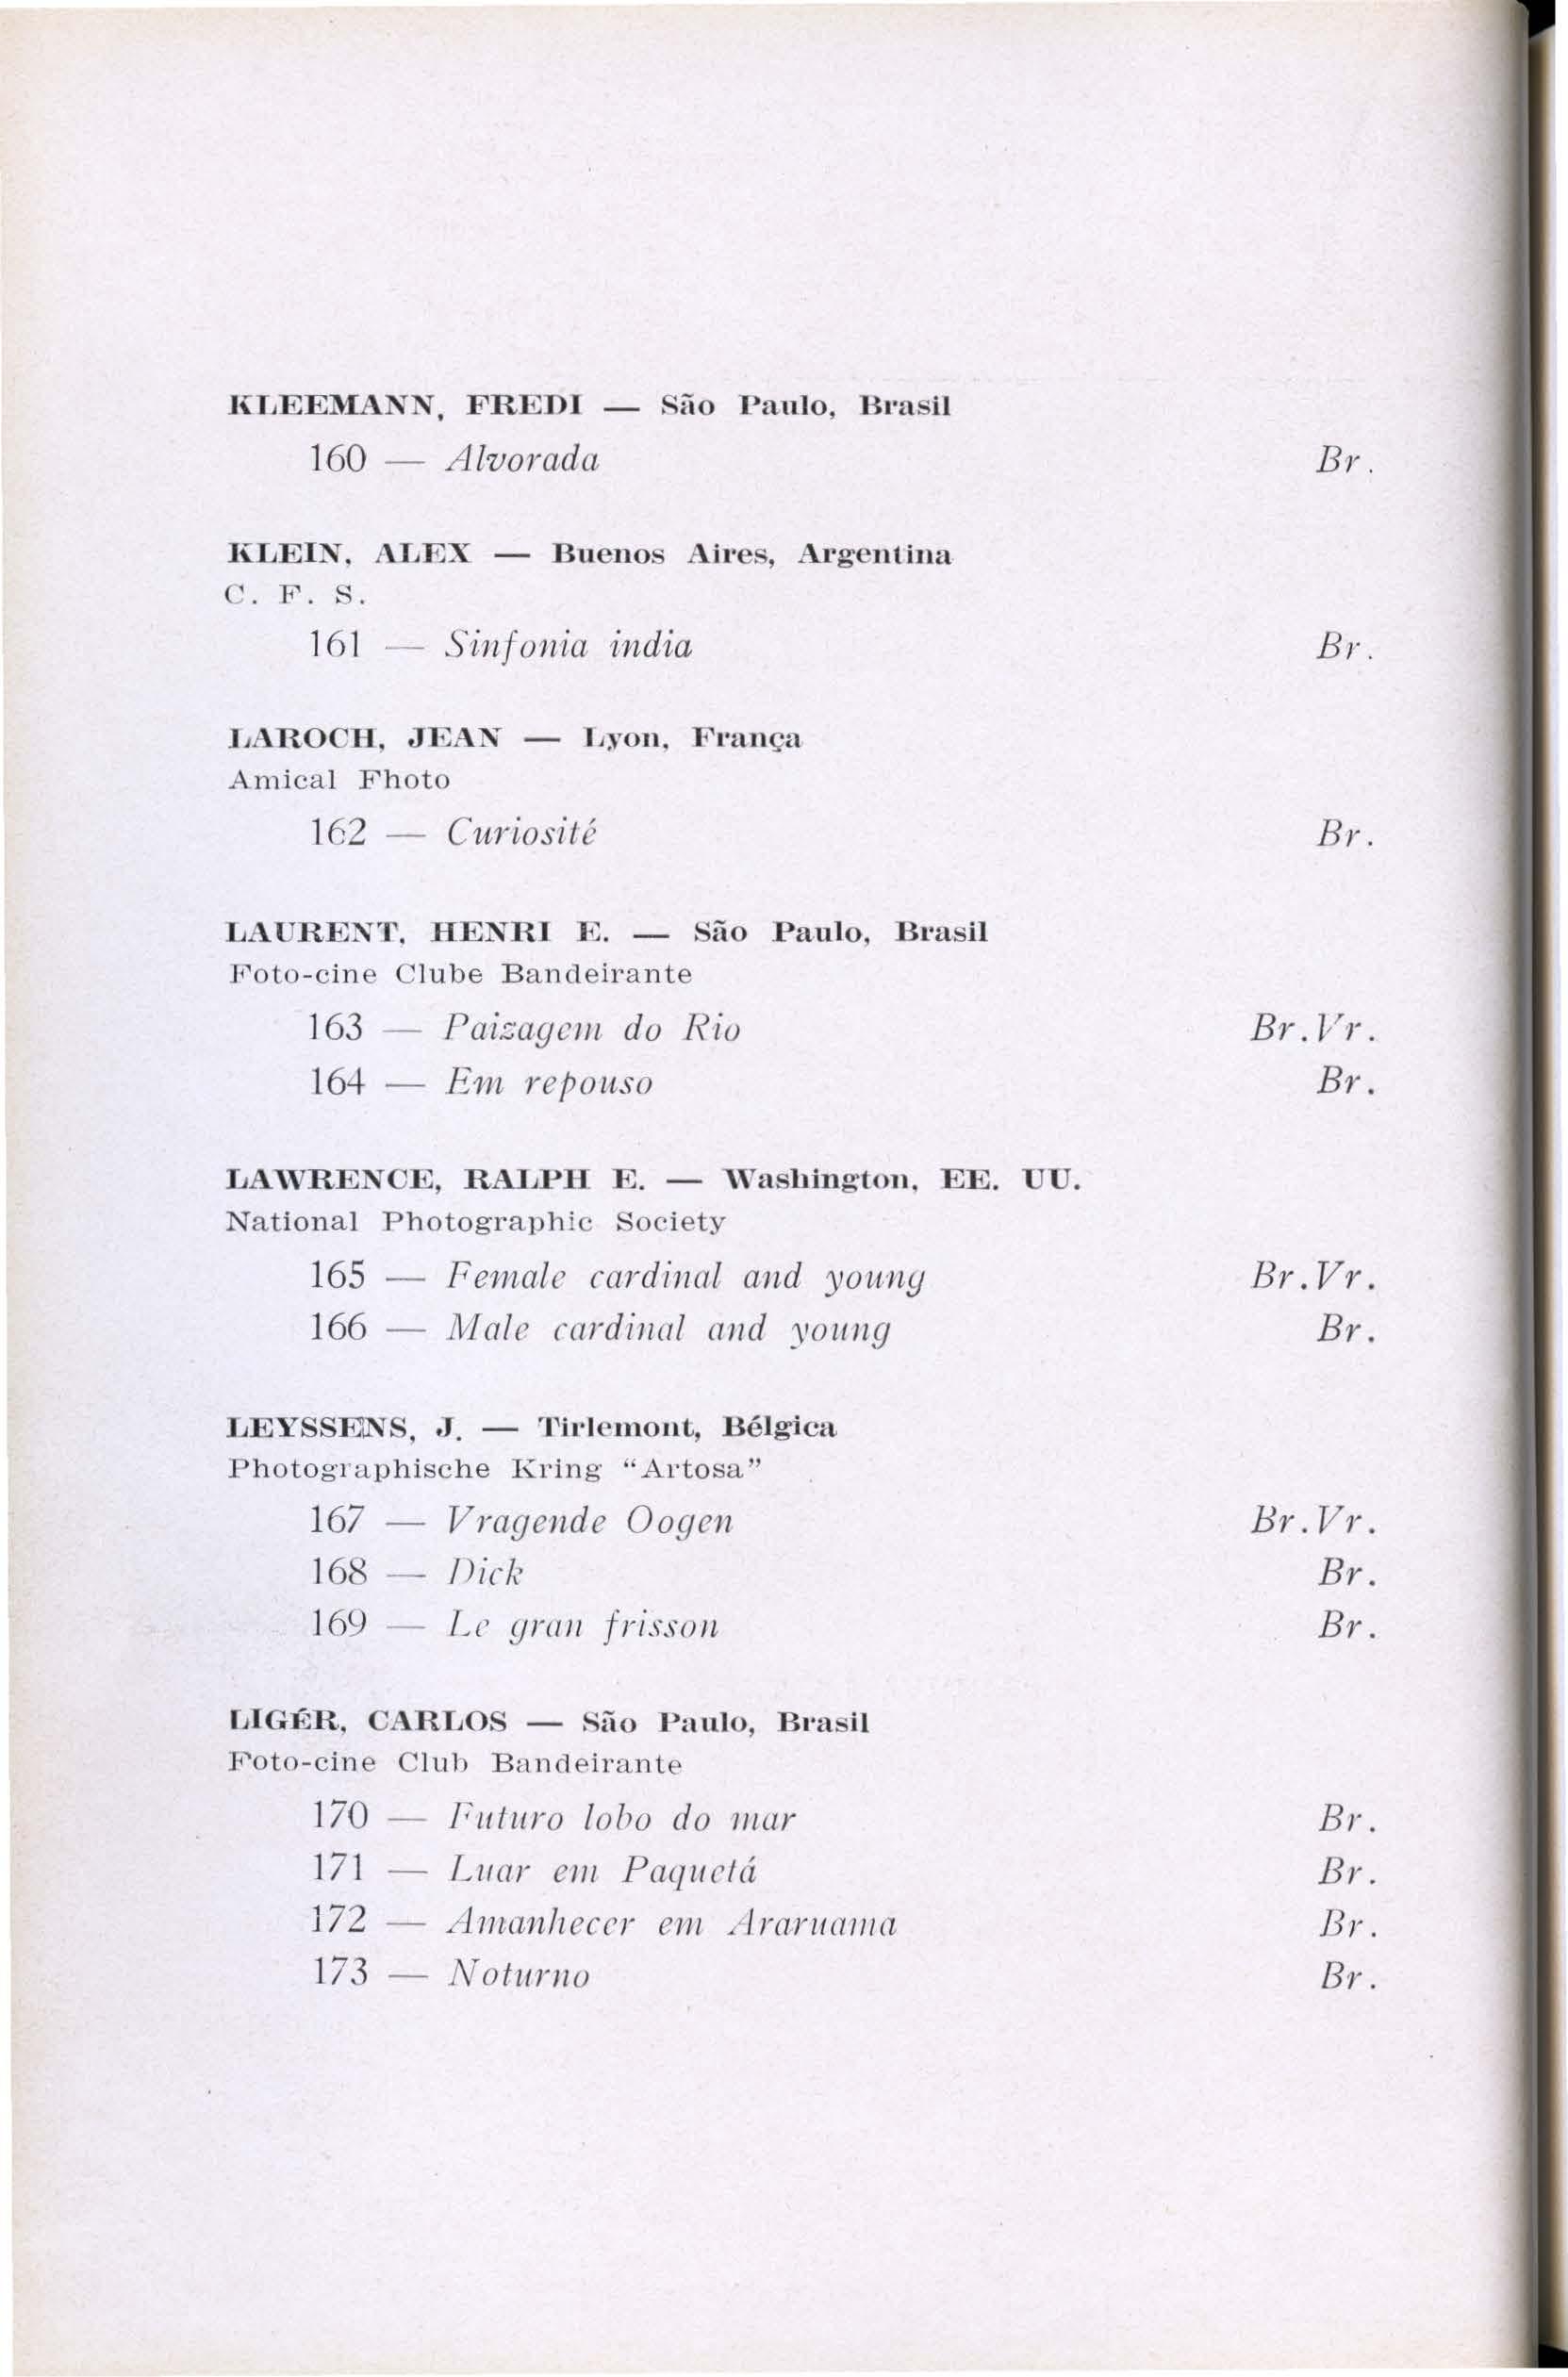 KLEEMANN, FREDI — São Paulo, Brasil
160 — Alvorada Br.
KLEIN, ALEX — Buenos Aires, Argentina
C. F. S.
161 — Sinfonia india Br.
LAROCH, JEAN — Lyon, França
Amical Fhoto
162 — Curiosité Br.
LAURENT, HENRI E. — São Paulo, Brasil
Foto-cine Clube Bandeirante
163 — Paizagem do Rio Br.Vr.
164 — Em repouso Br.
LAWRENCE, RALPH E. — Washington, EE. UU.
National Photographic Society
165 — Female cardinal and young Br.Vr.
166 — Male cardinal and young Br.
LEYSSENS, J. — Tirlemont, Bélgica
Photographische Kring “Artosa”
167 — Vragende Oogen Br.Vr.
168 — Dick Br.
169 — Le gran frisson Br.
LIGÉR, CARLOS — São Paulo, Brasil
Foto-cine Club Bandeirante
170 — Futuro lobo do mar Br.
171 — Luar em Paquetá Br.
172 — Amanhecer em Araruama Br.
173 — Noturno Br.